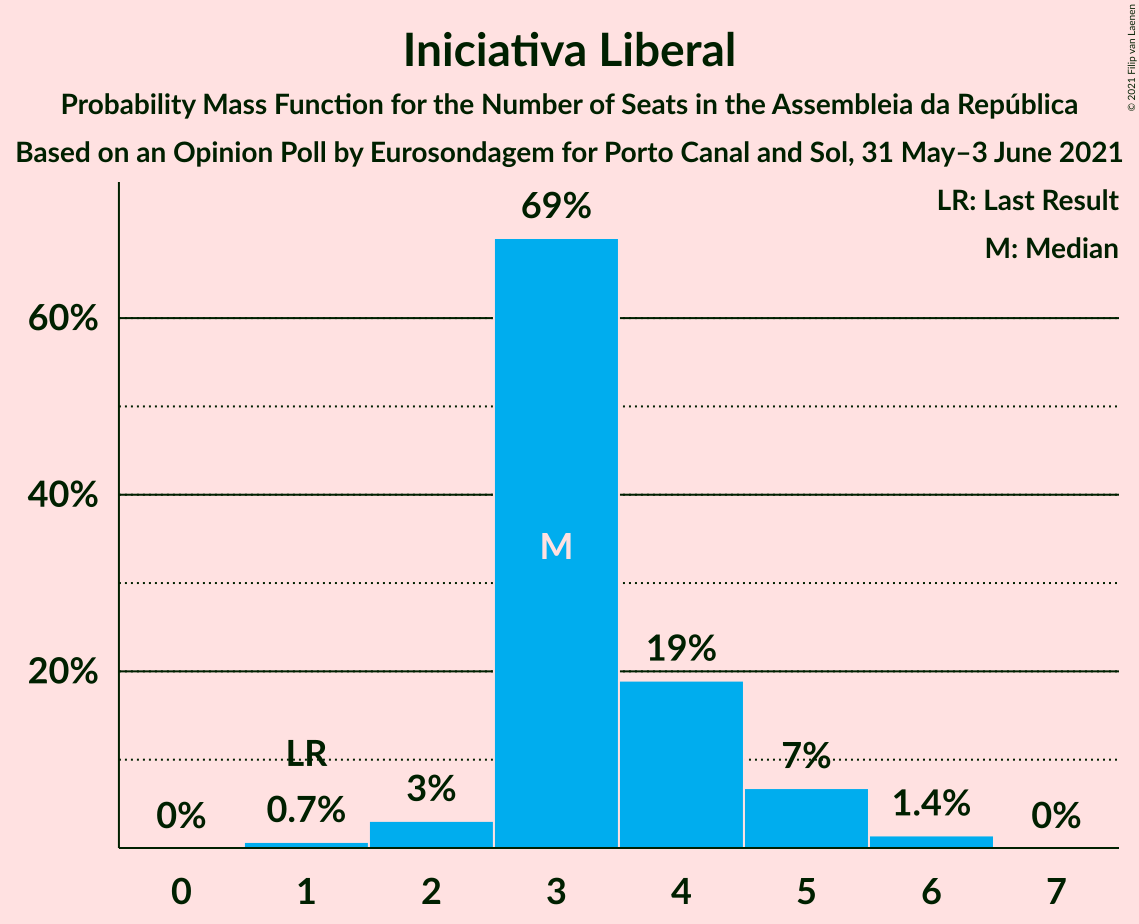 Iniciativa Liberal
Probability Mass Function for the Number of Seats in the Assembleia da República
Based on an Opinion Poll by Eurosondagem for Porto Canal and Sol, 31 May–3 June 2021
© 2021 Filip van Laenen
LR: Last Result
M: Median
69%
60%
40%
M
19%
20%
LR
7%
3%
0%
0.7%
1.4%
0%
0 1 2 3 4 5 6 7